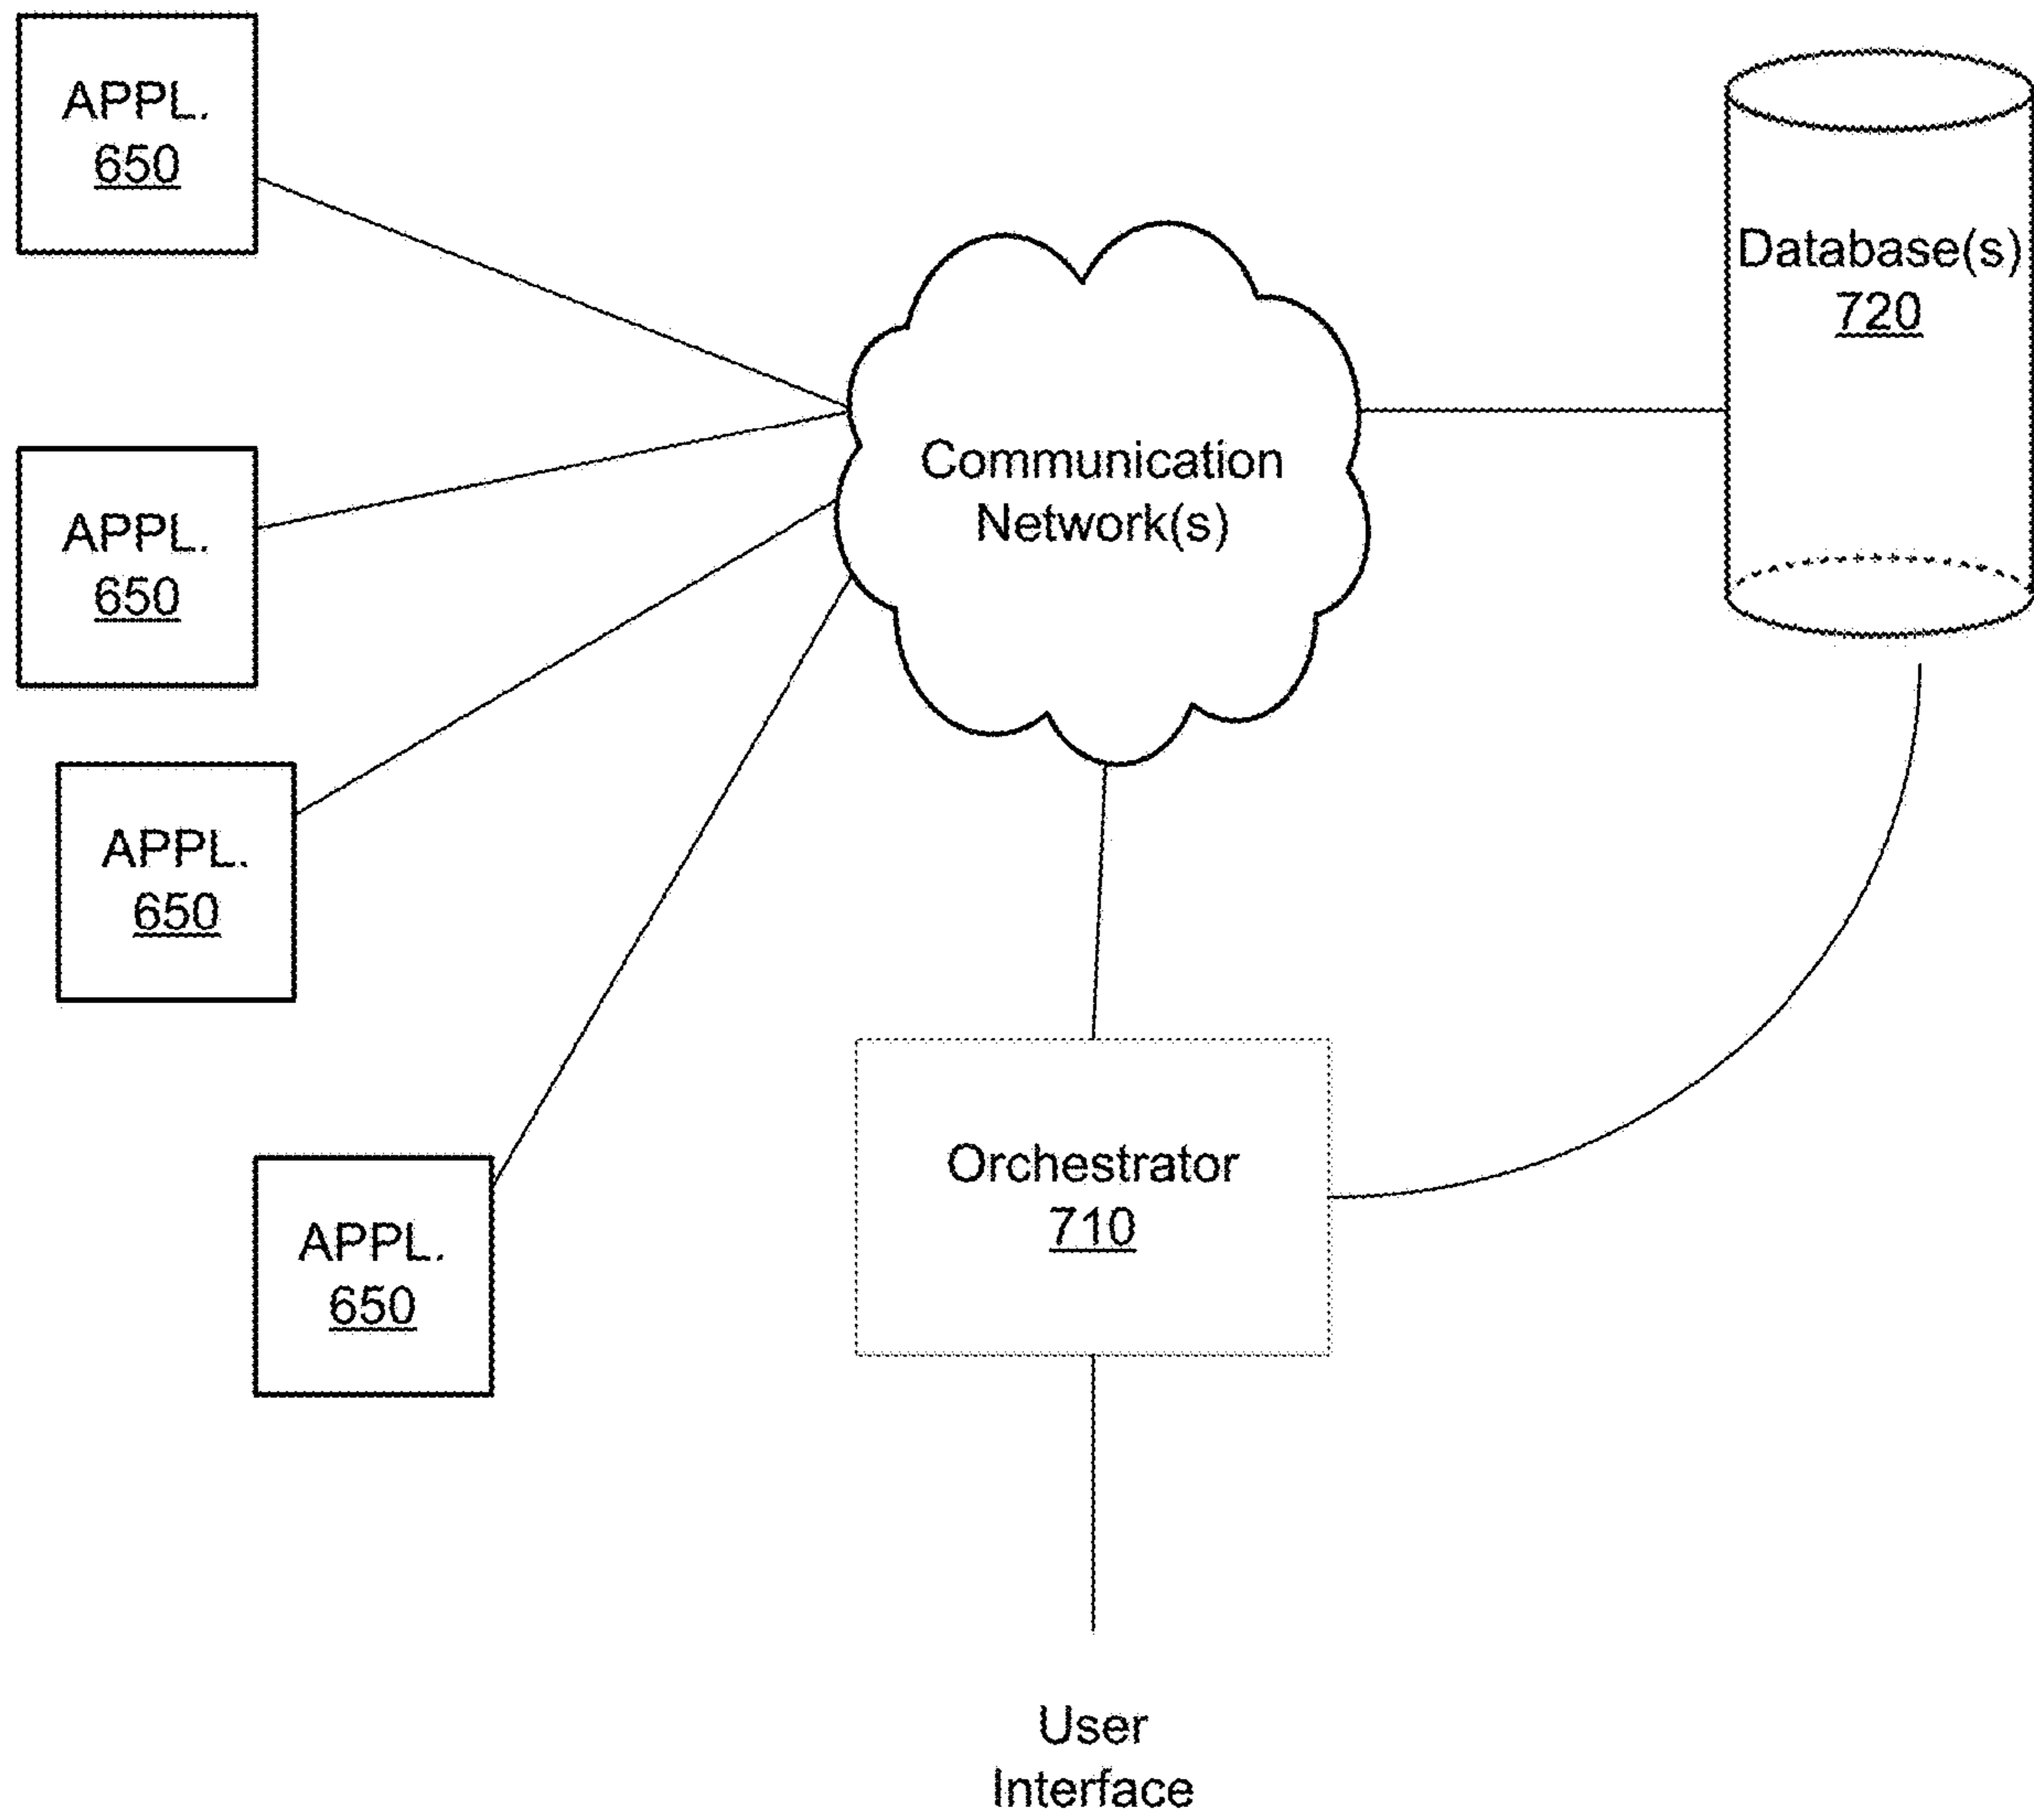 APPL.
650
Database(s)
720
Communication
Network(s)
APPL.
650
APPL.
650
Orchestrator
710
APPL.
650
User
Interface